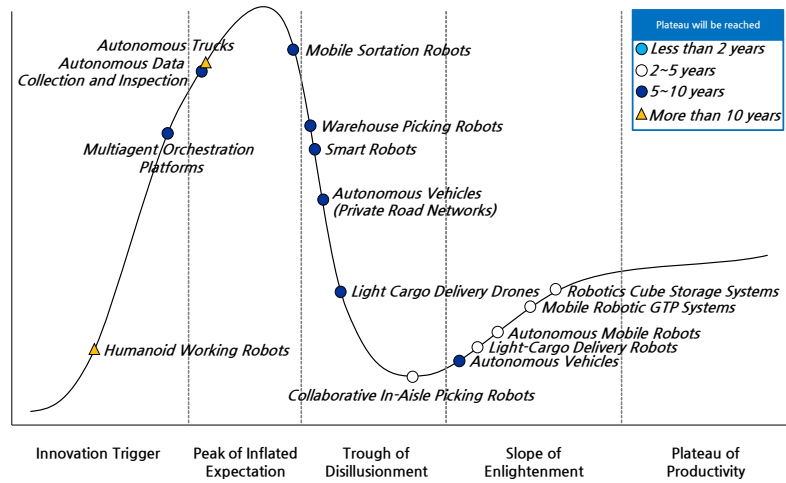 Plateau will be reached
Less than 2 years
2~5 years
5~10 years
More than 10 years
Autonomous Trucks
Autonomous Data
Collection and Inspection
Mobile Sortation Robots
Multiagent Orchestration
Platforms
Warehouse Picking Robots
Smart Robots
Autonomous Vehicles
(Private Road Networks)
Light Cargo Delivery Drones
Robotics Cube Storage Systems
Mobile Robotic GTP Systems
Autonomous Mobile Robots
Light-Cargo Delivery Robots
Autonomous Vehicles
Humanoid Working Robots
Collaborative In-Aisle Picking Robots
Innovation Trigger
Peak of Inflated
Expectation
Trough of
Disillusionment
Slope of
Enlightenment
Plateau of
Productivity